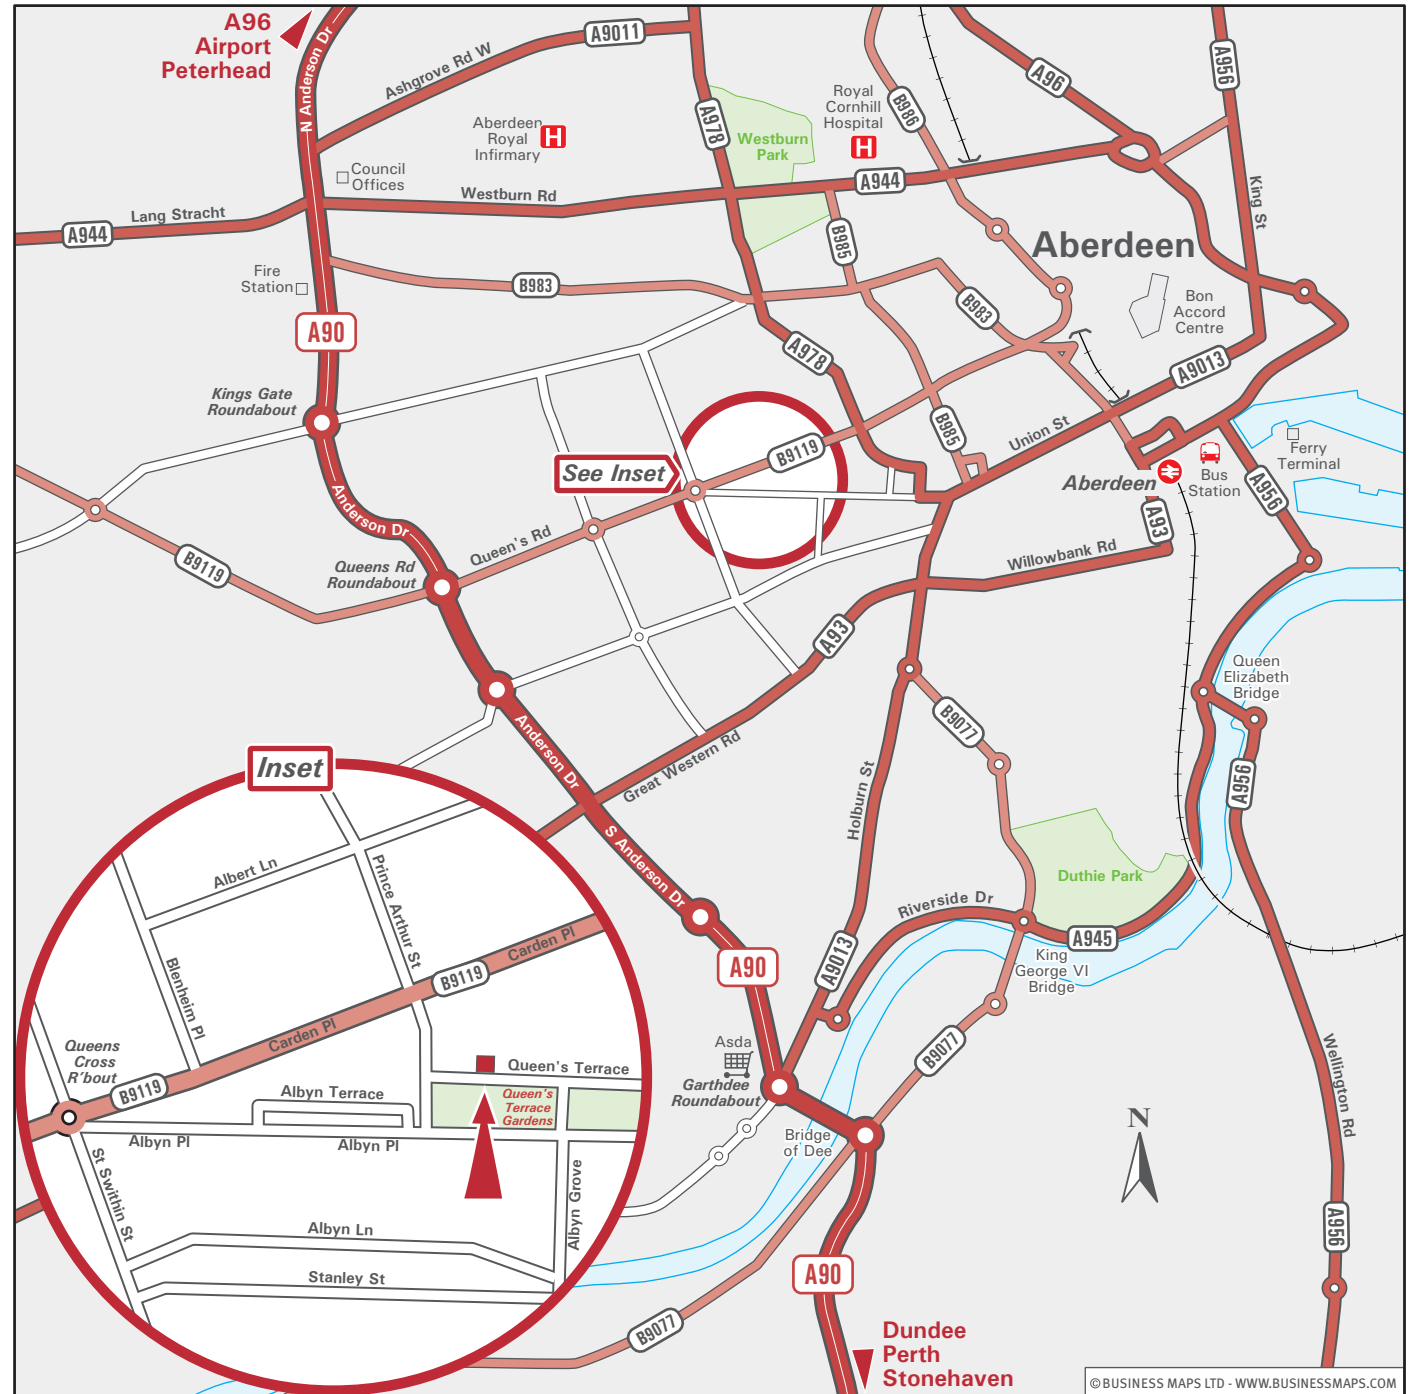 A96
Airport
Peterhead
N Anderson Dr
Ashgrove Rd W
A9011
A978
B986
A96
A956
Aberdeen
Royal
Infirmary
H
Royal
Cornhill
Hospital
H
Westburn
Park
Council
Offices
Westburn Rd
A944
Lang Stracht
A944
King St
B985
Aberdeen
Fire
Station
B983
B983
Bon
Accord
Centre
A90
A978
A9013
Kings Gate
Roundabout
B985
Union St
B9119
See Inset
Ferry
Terminal
Bus
Station
Aberdeen
A956
A93
Anderson Dr
Queen's Rd
B9119
Queens Rd
Roundabout
Willowbank Rd
A93
Queen
Elizabeth
Bridge
B9077
Anderson Dr
Great Western Rd
Holburn St
A956
Inset
S Anderson Dr
Duthie Park
Albert Ln
Prince Arthur St
Riverside Dr
A945
King
George VI
Bridge
A9013
A90
Carden Pl
B9119
Blenheim Pl
Carden Pl
Queens
Cross
R'bout
B9119
Queen's Terrace
Albyn Terrace
Queen's
Terrace
Gardens
Albyn Pl
Albyn Pl
St Swithin St
Albyn Grove
Albyn Ln
Stanley St
Asda
Garthdee
Roundabout
B9077
Bridge
of Dee
N
Wellington Rd
A956
A90
B9077
Dundee
Perth
Stonehaven
©BUSINESS MAPS LTD - WWW.BUSINESSMAPS.COM